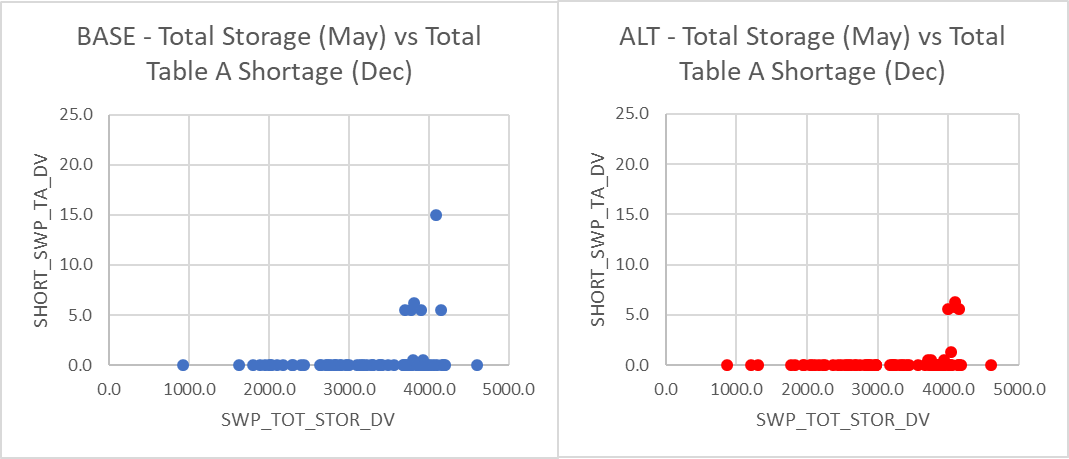 BASE - Total Storage (May) vs Total
Table A Shortage (Dec)
25.0
20.0
15.0
10.0
5.0
0.0
SHORT_SWP_TA_DV
0.0 1000.0 2000.0 3000.0 4000.0 5000.0
SWP_TOT_STOR_DV
ALT - Total Storage (May) vs Total
Table A Shortage (Dec)
25.0
20.0
15.0
10.0
5.0
0.0
SHORT_SWP_TA_DV
0.0 1000.0 2000.0 3000.0 4000.0 5000.0
SWP_TOT_STOR_DV